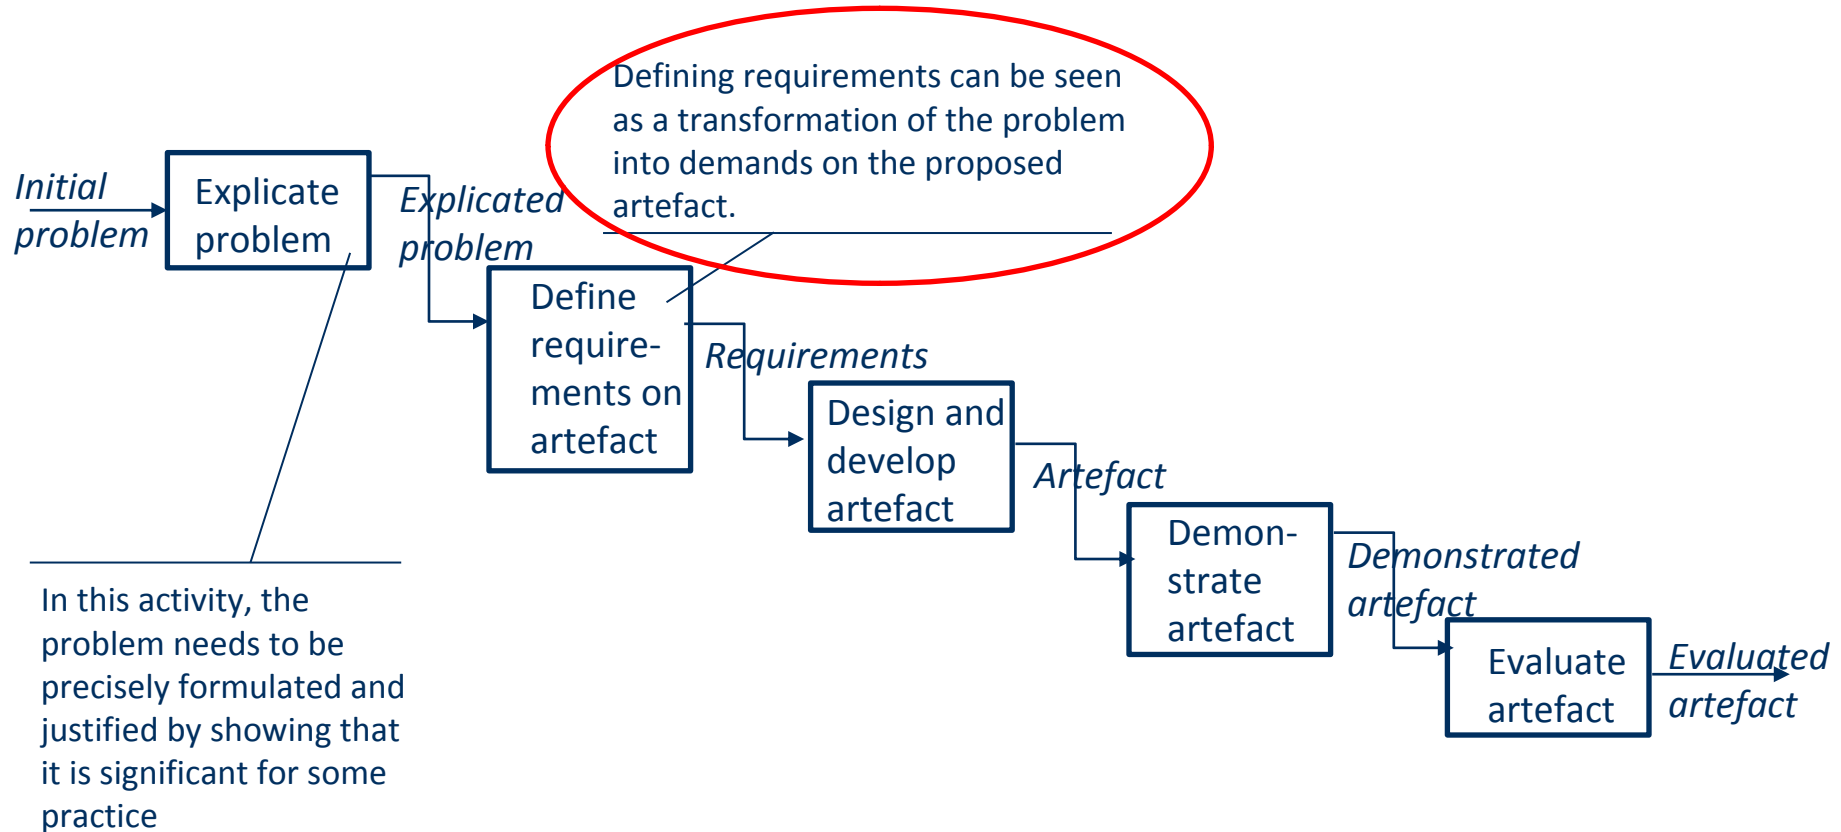 Defining requirements can be seen
as a transformation of the problem
into demands on the proposed
artefact.
Initial
problem
Explicate
problem
Explicated
problem
Define
require-
ments on
artefact
Requirements
Design and
develop
artefact
Artefact
Demon-
strate
artefact
Demonstrated
artefact
Evaluate
artefact
Evaluated
artefact
In this activity, the
problem needs to be
precisely formulated and
justified by showing that
it is significant for some
practice